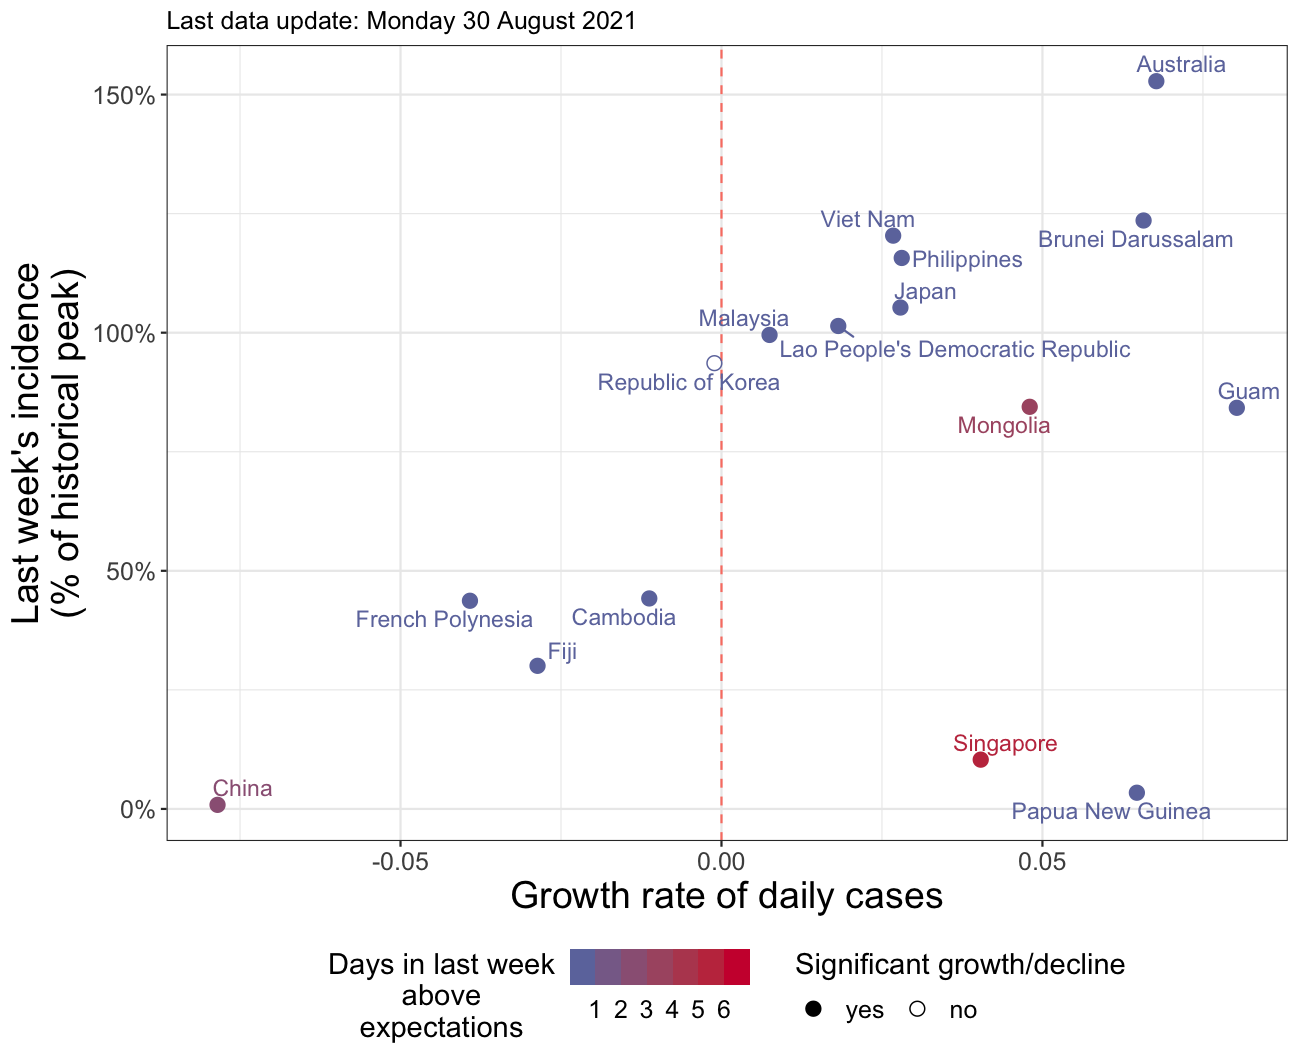 Last data update: Monday 30 August 2021
Last week's incidence
(% of historical peak)
150%
100%
50%
0%
Australia
Viet Nam
Brunei Darussalam
Philippines
Japan
Malaysia
Lao People's Democratic Republic
Republic of Korea
Guam
Mongolia
French Polynesia
Cambodia
Fiji
Singapore
China
Papua New Guinea
-0.05 0.00 0.05
Growth rate of daily cases
Days in last week
above
expectations
1 2 3 4 5 6
Significant growth/decline
yes no